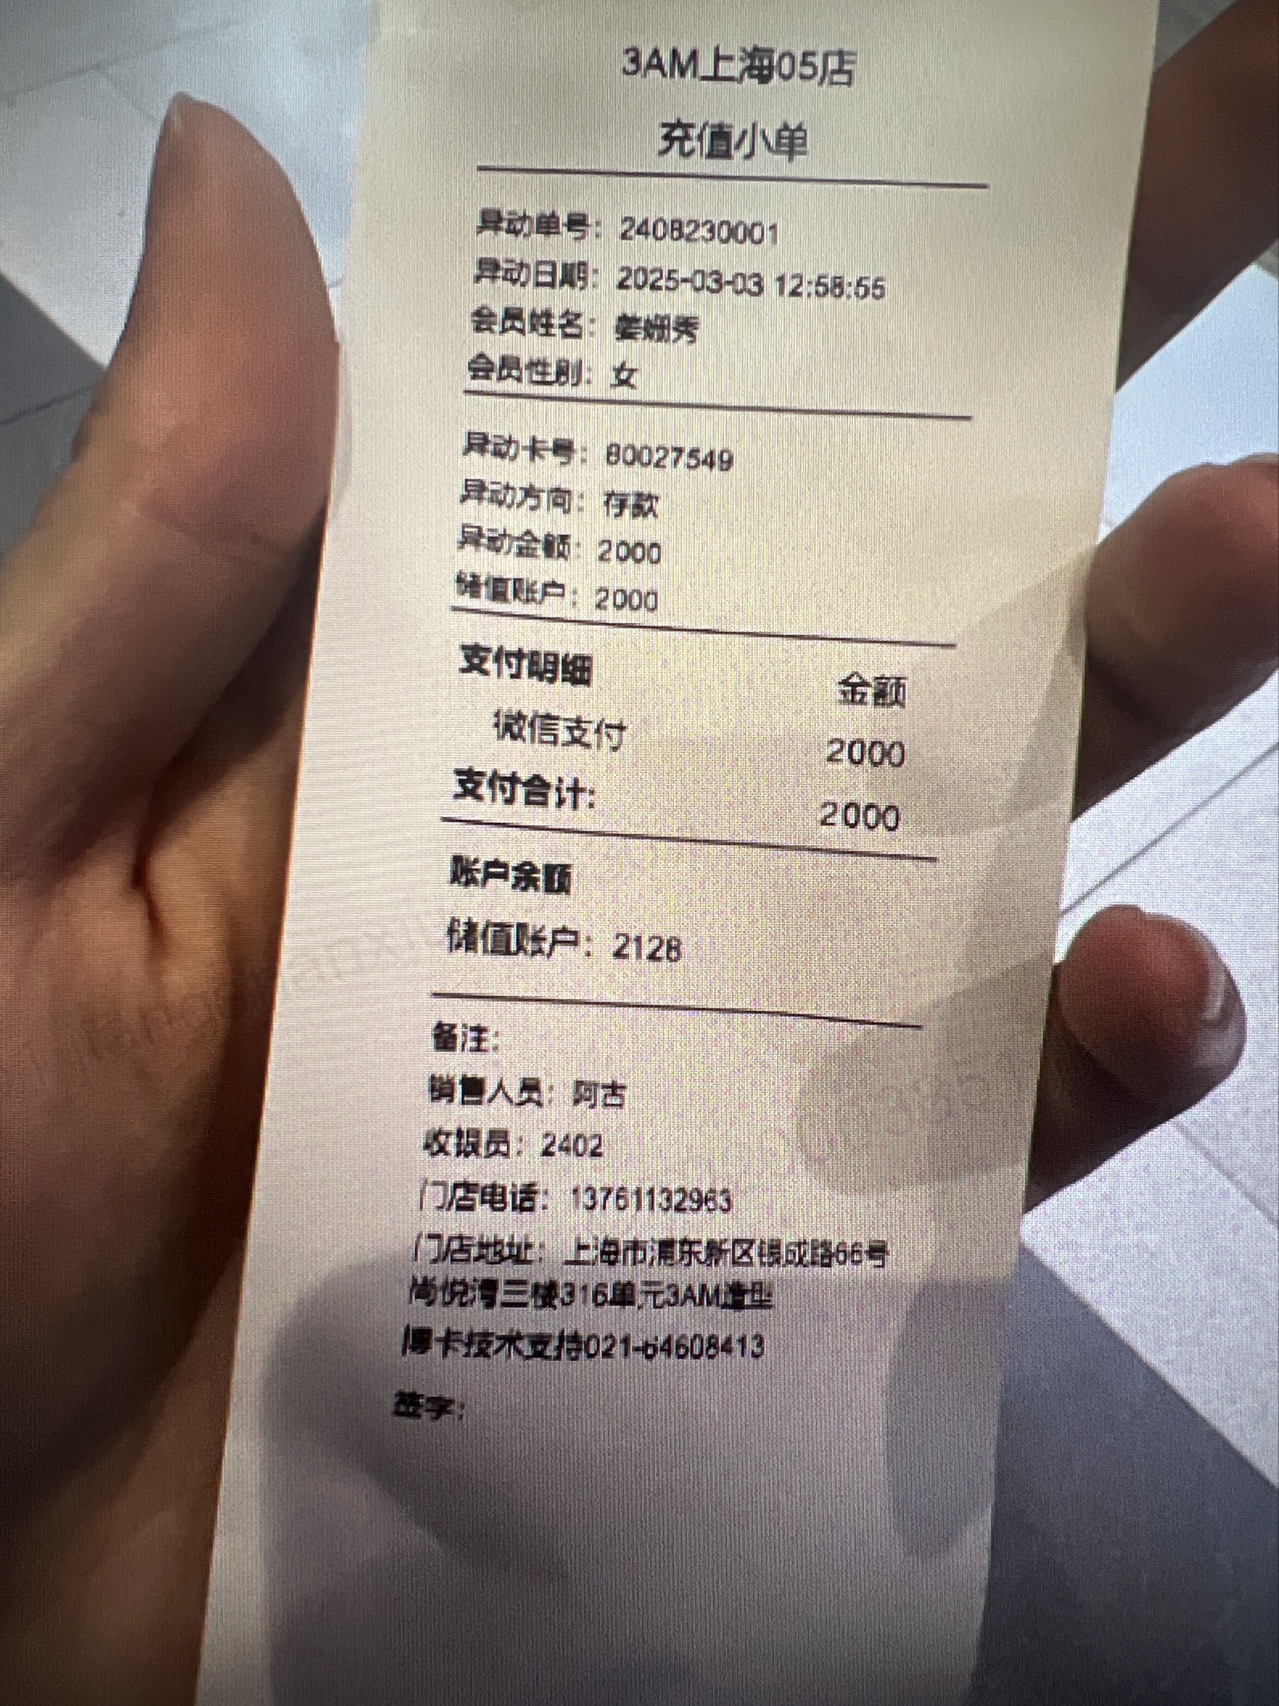 3AM上海05店
充值小单
异动单号：2408230001
异动日期：2025-03-03 12:58:55
会员姓名：姜姗秀
会员性别：女
异动卡号：80027549
异动方向：存款
异动金额：2000
储值账户：2000
支付明细 金额
微信支付 2000
支付合计: 2000
账户余额
储值账户：2128
备注:
销售人员：阿古
收银员：2402
门店电话：13761132963
门店地址：上海市浦东新区银成路66号
尚悦湾三楼316单元3AM造型
博卡技术支持021-64608413
签字: